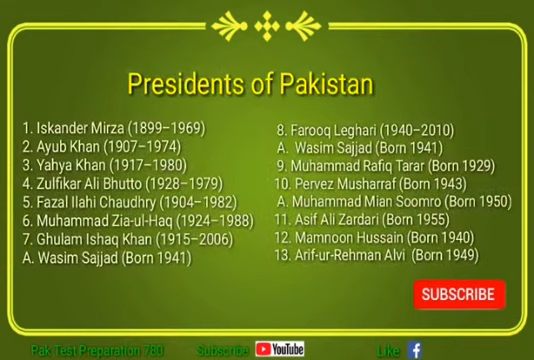 Presidents of Pakistan
1. Iskander Mirza (1899–1969)
2. Ayub Khan (1907–1974)
3. Yahya Khan (1917–1980)
4. Zulfikar Ali Bhutto (1928–1979)
5. Fazal Ilahi Chaudhry (1904–1982)
6. Muhammad Zia-ul-Haq (1924–1988)
7. Ghulam Ishaq Khan (1915–2006)
A. Wasim Sajjad (Born 1941)
8. Farooq Leghari (1940–2010)
A. Wasim Sajjad (Born 1941)
9. Muhammad Rafiq Tarar (Born 1929)
10. Pervez Musharraf (Born 1943)
A. Muhammad Mian Soomro (Born 1950)
11. Asif Ali Zardari (Born 1955)
12. Mamnoon Hussain (Born 1940)
13. Arif-ur-Rehman Alvi (Born 1949)
SUBSCRIBE
Pak Test Preparation 780 Subscribe YouTube Like f